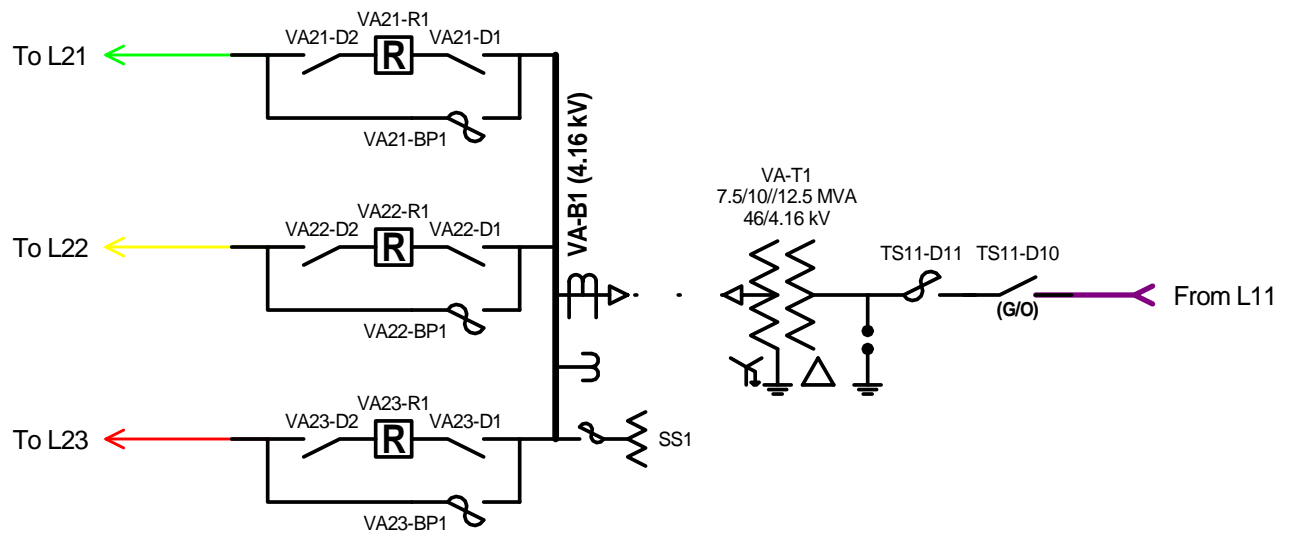 VA21-R1
VA21-D2
VA21-D1
R
To L21
VA21-BP1
VA-B1 (4.16 kV)
VA-T1
7.5/10//12.5 MVA
46/4.16 kV
VA22-R1
VA22-D2
VA22-D1
R
To L22
VA22-BP1
TS11-D11
TS11-D10
(G/O)
From L11
VA23-R1
VA23-D2
VA23-D1
R
To L23
SS1
VA23-BP1